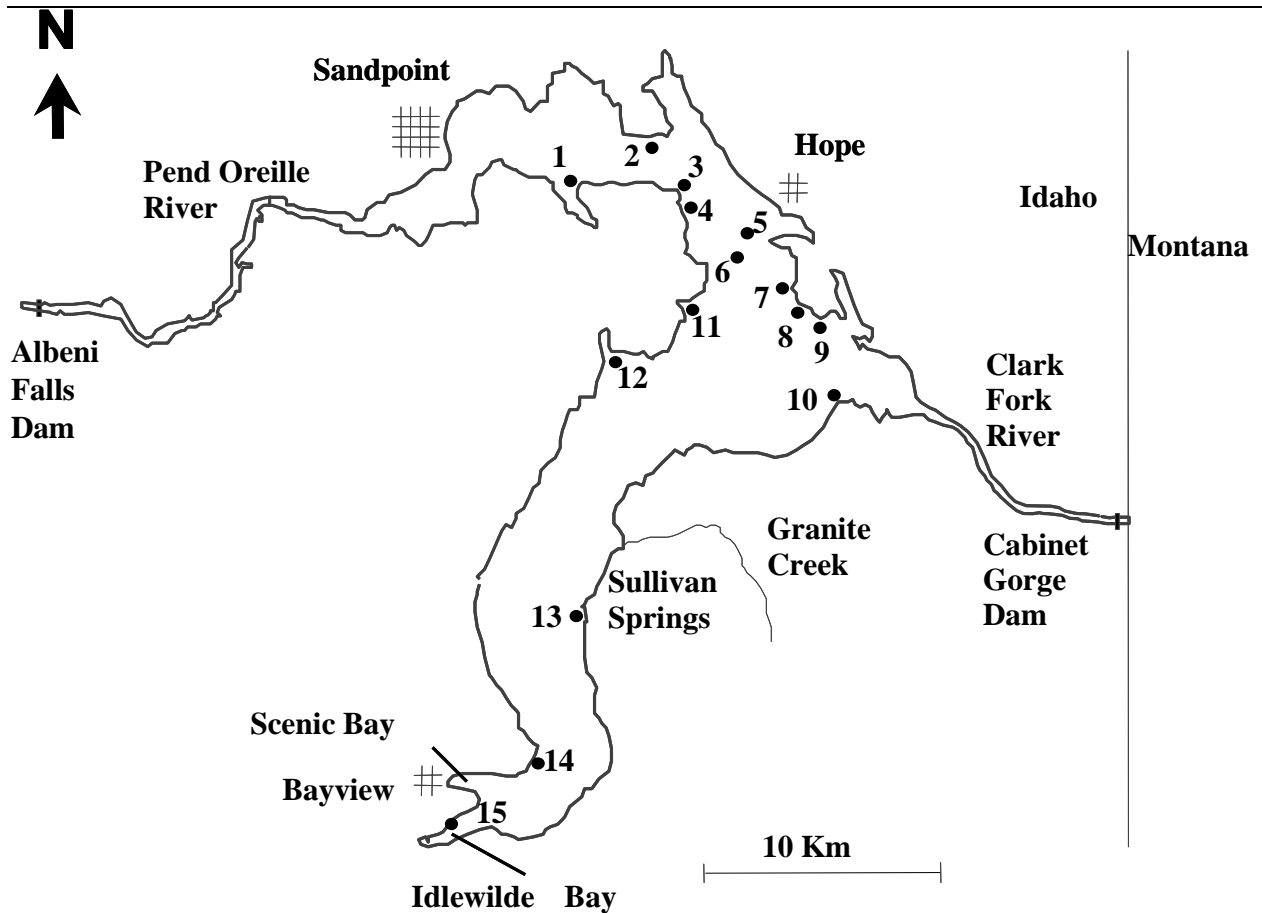 N
Sandpoint
Pend Oreille
River
1
2
3
4
5
6
7
8
9
10
11
12
13
14
15
Hope
Idaho
Montana
Albeni
Falls
Dam
Clark
Fork
River
Granite
Creek
Cabinet
Gorge
Dam
Sullivan
Springs
Scenic Bay
Bayview
10 Km
Idlewilde Bay